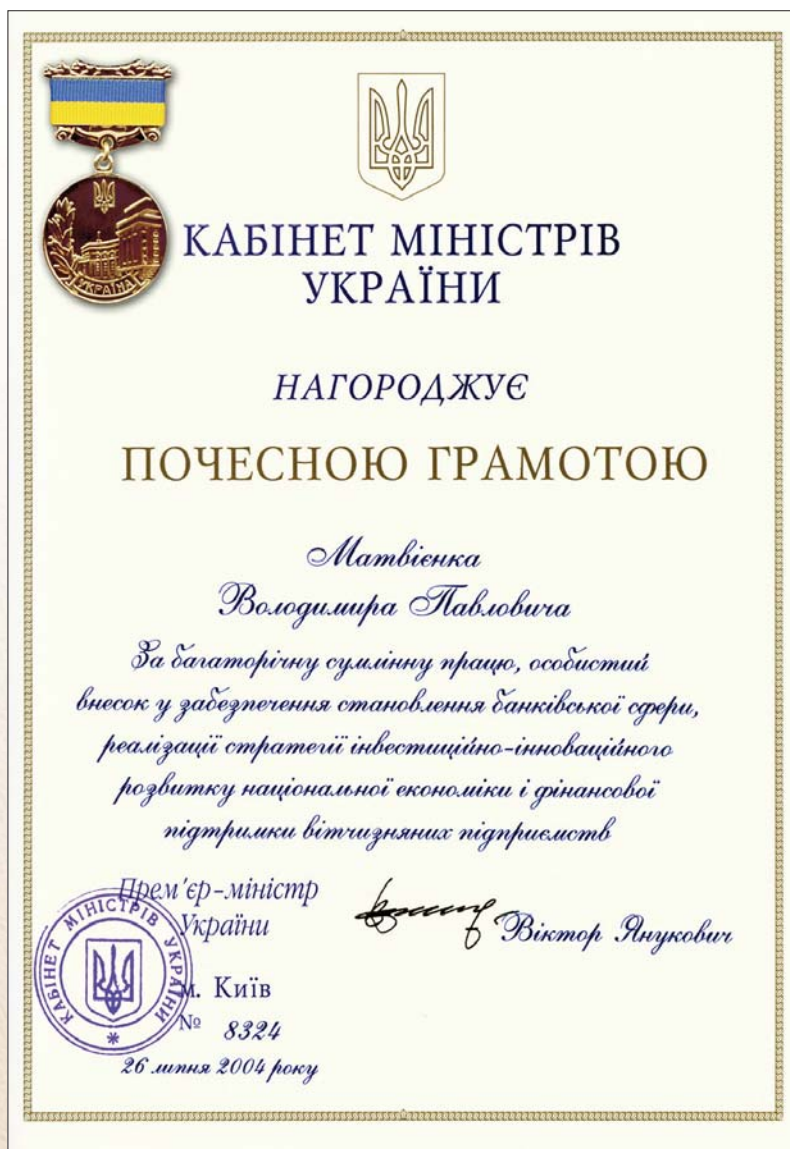 УКРАЇНА
КАБІНЕТ МІНІСТРІВ
УКРАЇНИ
НАГОРОДЖУЄ
ПОЧЕСНОЮ ГРАМОТОЮ
Матвієнка
Володимира Павловича
За багаторічну сумлінну працю, особистий
внесок у забезпечення становлення банківської сфери,
реалізації стратегії інвестиційно-інноваційного
розвитку національної економіки і фінансової
підтримки вітчизняних підприємств
Прем'єр-міністр
України
Віктор Янукович
КАБІНЕТ МІНІСТРІВ УКРАЇНИ
м. Київ
№ 8324
26 липня 2004 року